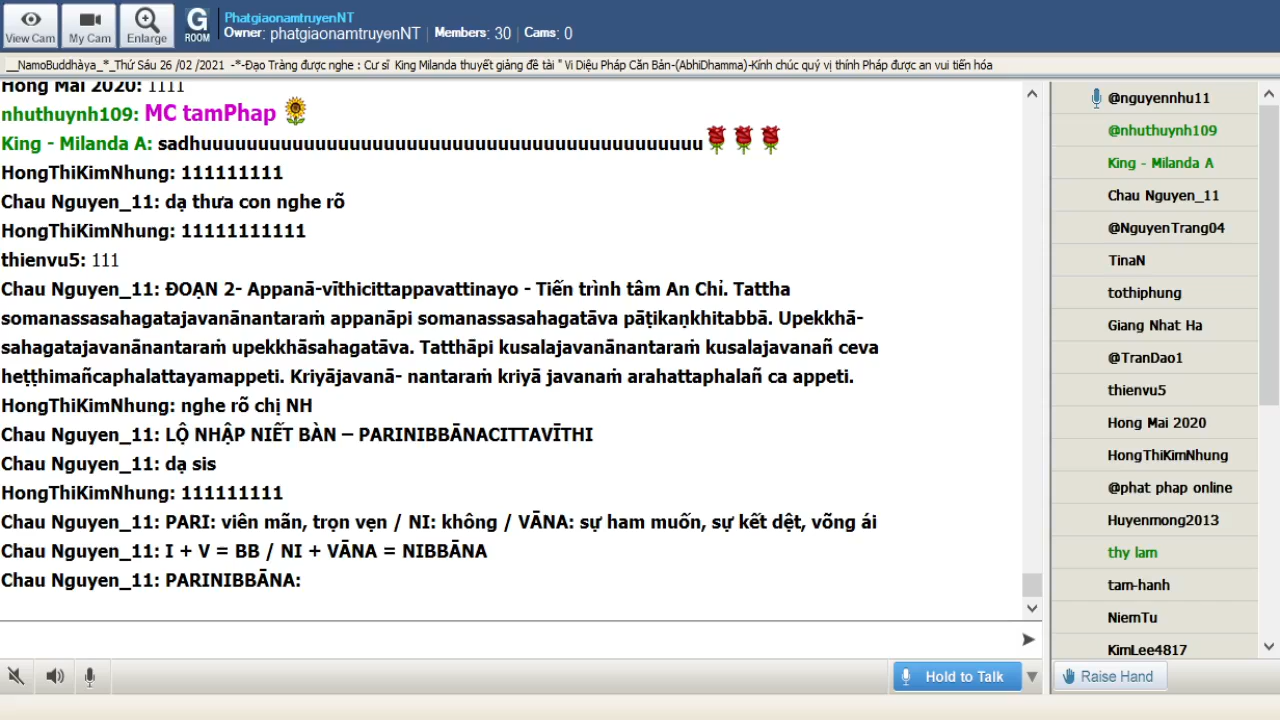 View Cam
My Cam
Enlarge
G
ROOM
PhatgiaonamtruyenNT
Owner: phatgiaonamtruyenNT | Members: 30 | Cams: 0
__NamoBuddhàya_*_Thứ Sáu 26 /02 /2021 -*-Đạo Tràng được nghe : Cư sĩ King Milanda thuyết giảng đề tài " Vi Diệu Pháp Căn Bản-(AbhiDhamma)-Kính chúc quý vị thính Pháp được an vui tiến hóa
Hong Mai 2020: 1111
nhuthuynh109: MC tamPhap
King - Milanda A: sadhuuuuuuuuuuuuuuuuuuuuuuuuuuuuuuuuuuuuuuuuuuuu
HongThiKimNhung: 111111111
Chau Nguyen_11: dạ thưa con nghe rõ
HongThiKimNhung: 11111111111
thienvu5: 111
Chau Nguyen_11: ĐOẠN 2- Appanā-vīthicittappavattinayo - Tiến trình tâm An Chỉ. Tattha
somanassasahagatajavanānantaraṁ appanāpi somanassasahagatāva pāṭikaṇkhitabbā. Upekkhā-
sahagatajavanānantaraṁ upekkhāsahagatāva. Tatthāpi kusalajavanānantaraṁ kusalajavanañ ceva
heṭṭhimañcaphalattayamappeti. Kriyājavanā- nantaraṁ kriyā javanaṁ arahattaphalañ ca appeti.
HongThiKimNhung: nghe rõ chị NH
Chau Nguyen_11: LỘ NHẬP NIẾT BÀN – PARINIBBĀNACITTAVĪTHI
Chau Nguyen_11: dạ sis
HongThiKimNhung: 111111111
Chau Nguyen_11: PARI: viên mãn, trọn vẹn / NI: không / VĀNA: sự ham muốn, sự kết dệt, võng ái
Chau Nguyen_11: I + V = BB / NI + VĀNA = NIBBĀNA
Chau Nguyen_11: PARINIBBĀNA:
Hold to Talk
@nguyennhu11
@nhuthuynh109
King - Milanda A
Chau Nguyen_11
@NguyenTrang04
TinaN
tothiphung
Giang Nhat Ha
@TranDao1
thienvu5
Hong Mai 2020
HongThiKimNhung
@phat phap online
Huyenmong2013
thy lam
tam-hanh
NiemTu
KimLee4817
Raise Hand